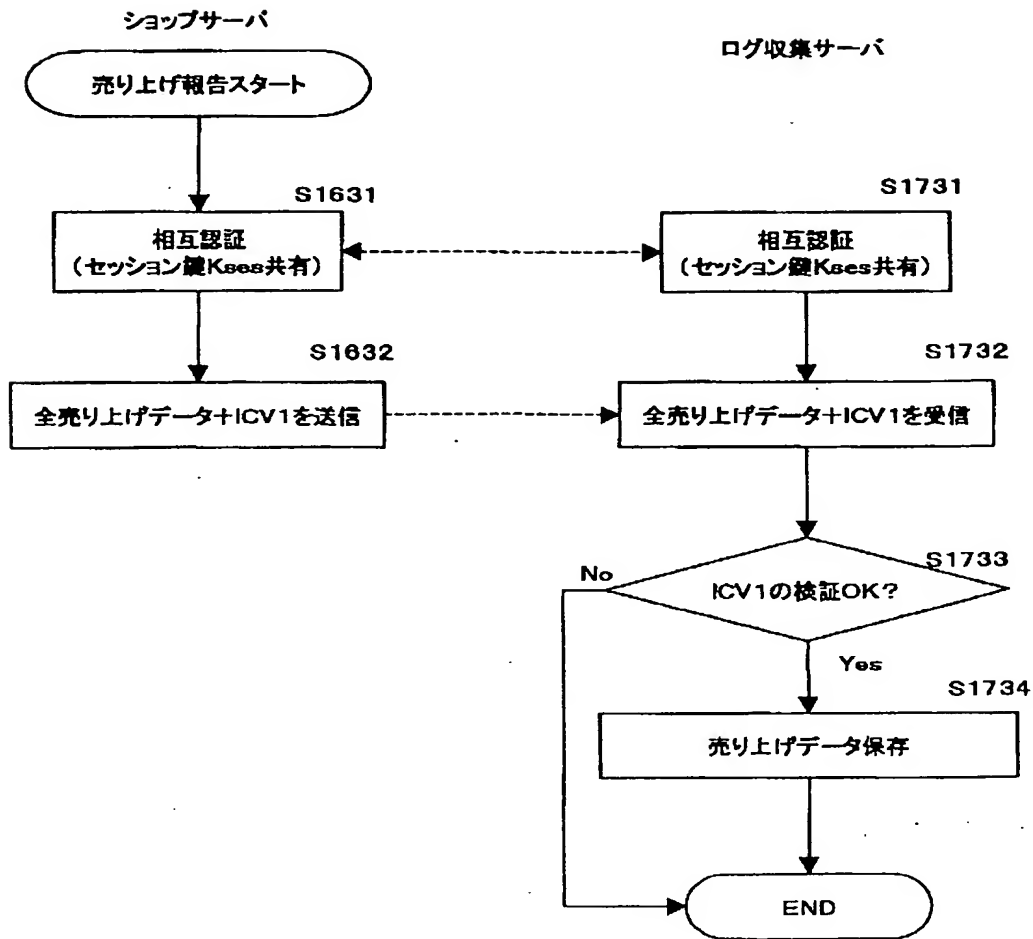 ショップサーバ
ログ収集サーバ
売り上げ報告スタート
S1631
相互認証
(セッション鍵Kses共有)
S1731
相互認証
(セッション鍵Kses共有)
S1632
全売り上げデータ+ICV1を送信
S1732
全売り上げデータ+ICV1を受信
S1733
ICV1の検証OK?
No
Yes
S1734
売り上げデータ保存
END